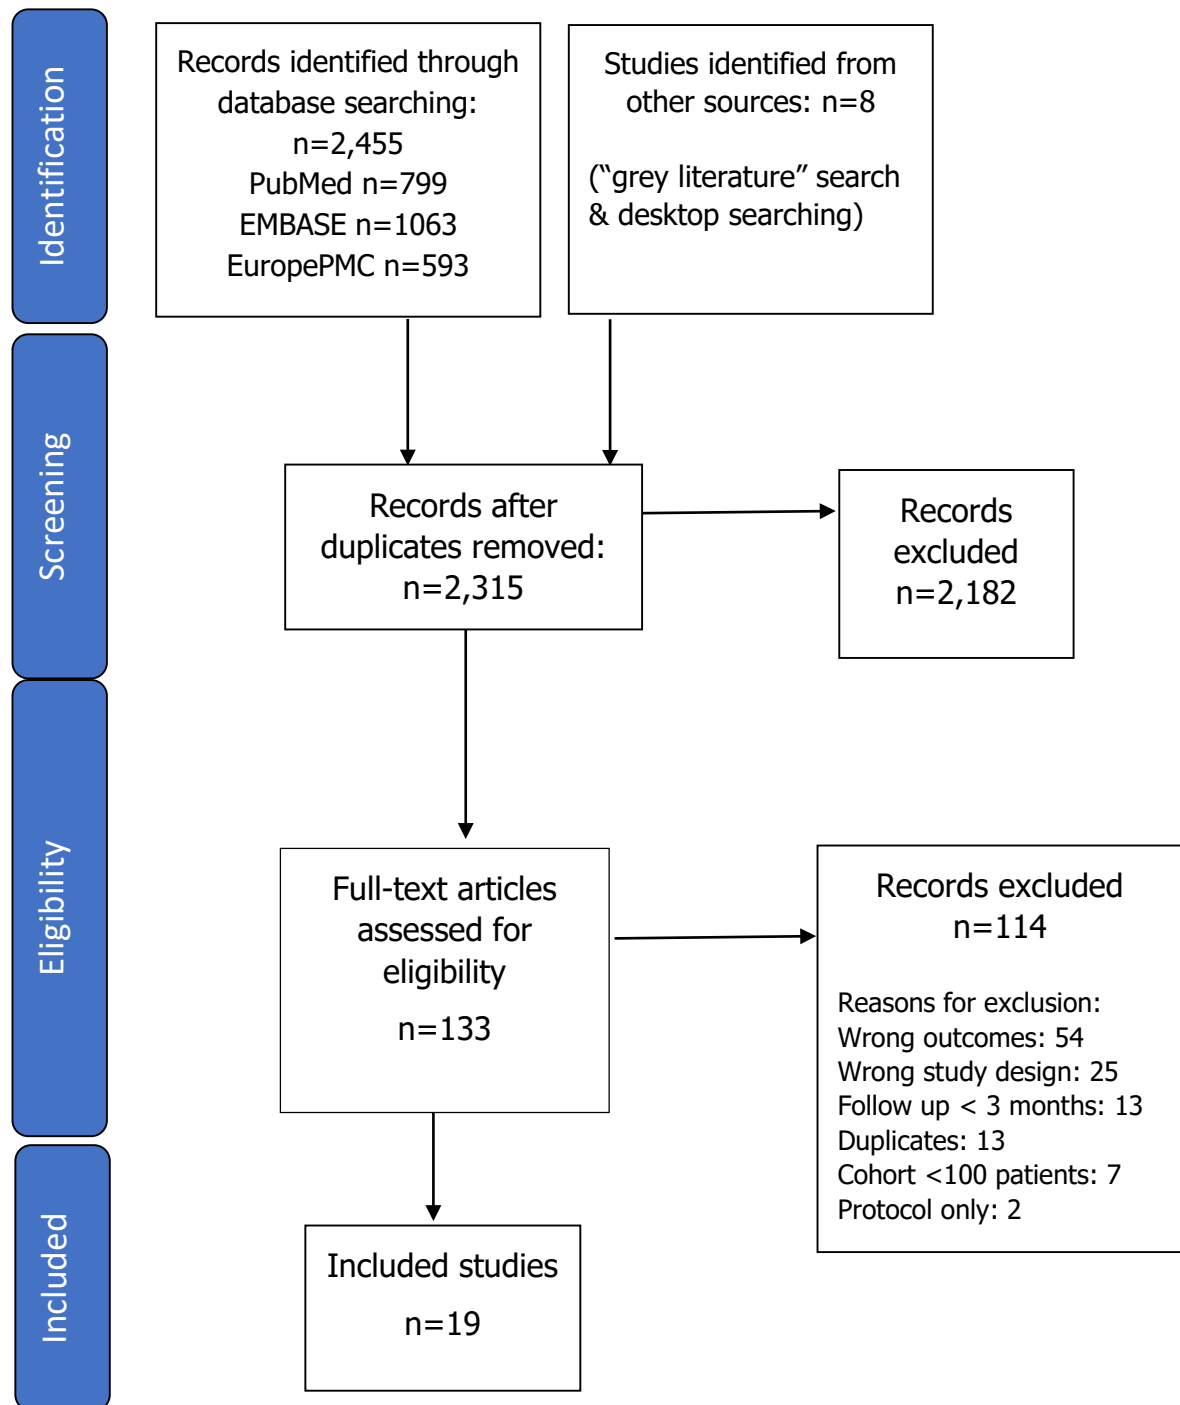 Identification
Records identified through
database searching:
n=2,455
PubMed n=799
EMBASE n=1063
EuropePMC n=593
Studies identified from
other sources: n=8
(“grey literature” search
& desktop searching)
Screening
Records after
duplicates removed:
n=2,315
Records
excluded
n=2,182
Eligibility
Full-text articles
assessed for
eligibility
n=133
Records excluded
n=114
Reasons for exclusion:
Wrong outcomes: 54
Wrong study design: 25
Follow up < 3 months: 13
Duplicates: 13
Cohort <100 patients: 7
Protocol only: 2
Included
Included studies
n=19